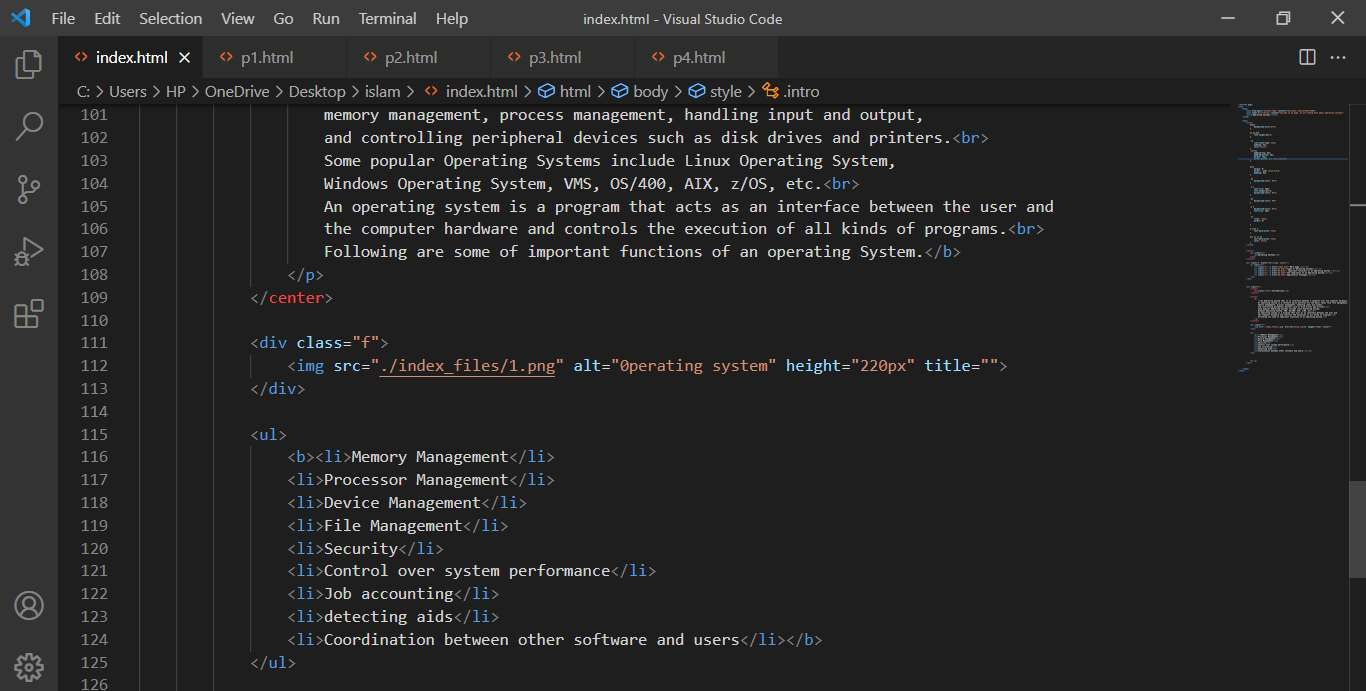 File Edit Selection View Go Run Terminal Help index.html - Visual Studio Code
index.html p1.html p2.html p3.html p4.html
C: > Users > HP > OneDrive > Desktop > islam > index.html > html > body > style > .intro
101 memory management, process management, handling input and output,
102 and controlling peripheral devices such as disk drives and printers.<br>
103 Some popular Operating Systems include Linux Operating System,
104 Windows Operating System, VMS, OS/400, AIX, z/OS, etc.<br>
105 An operating system is a program that acts as an interface between the user and
106 the computer hardware and controls the execution of all kinds of programs.<br>
107 Following are some of important functions of an operating System.</b>
108 </p>
109 </center>
110
111 <div class="f">
112 <img src="./index_files/1.png" alt="0perating system" height="220px" title="">
113 </div>
114
115 <ul>
116 <b><li>Memory Management</li>
117 <li>Processor Management</li>
118 <li>Device Management</li>
119 <li>File Management</li>
120 <li>Security</li>
121 <li>Control over system performance</li>
122 <li>Job accounting</li>
123 <li>detecting aids</li>
124 <li>Coordination between other software and users</li></b>
125 </ul>
126